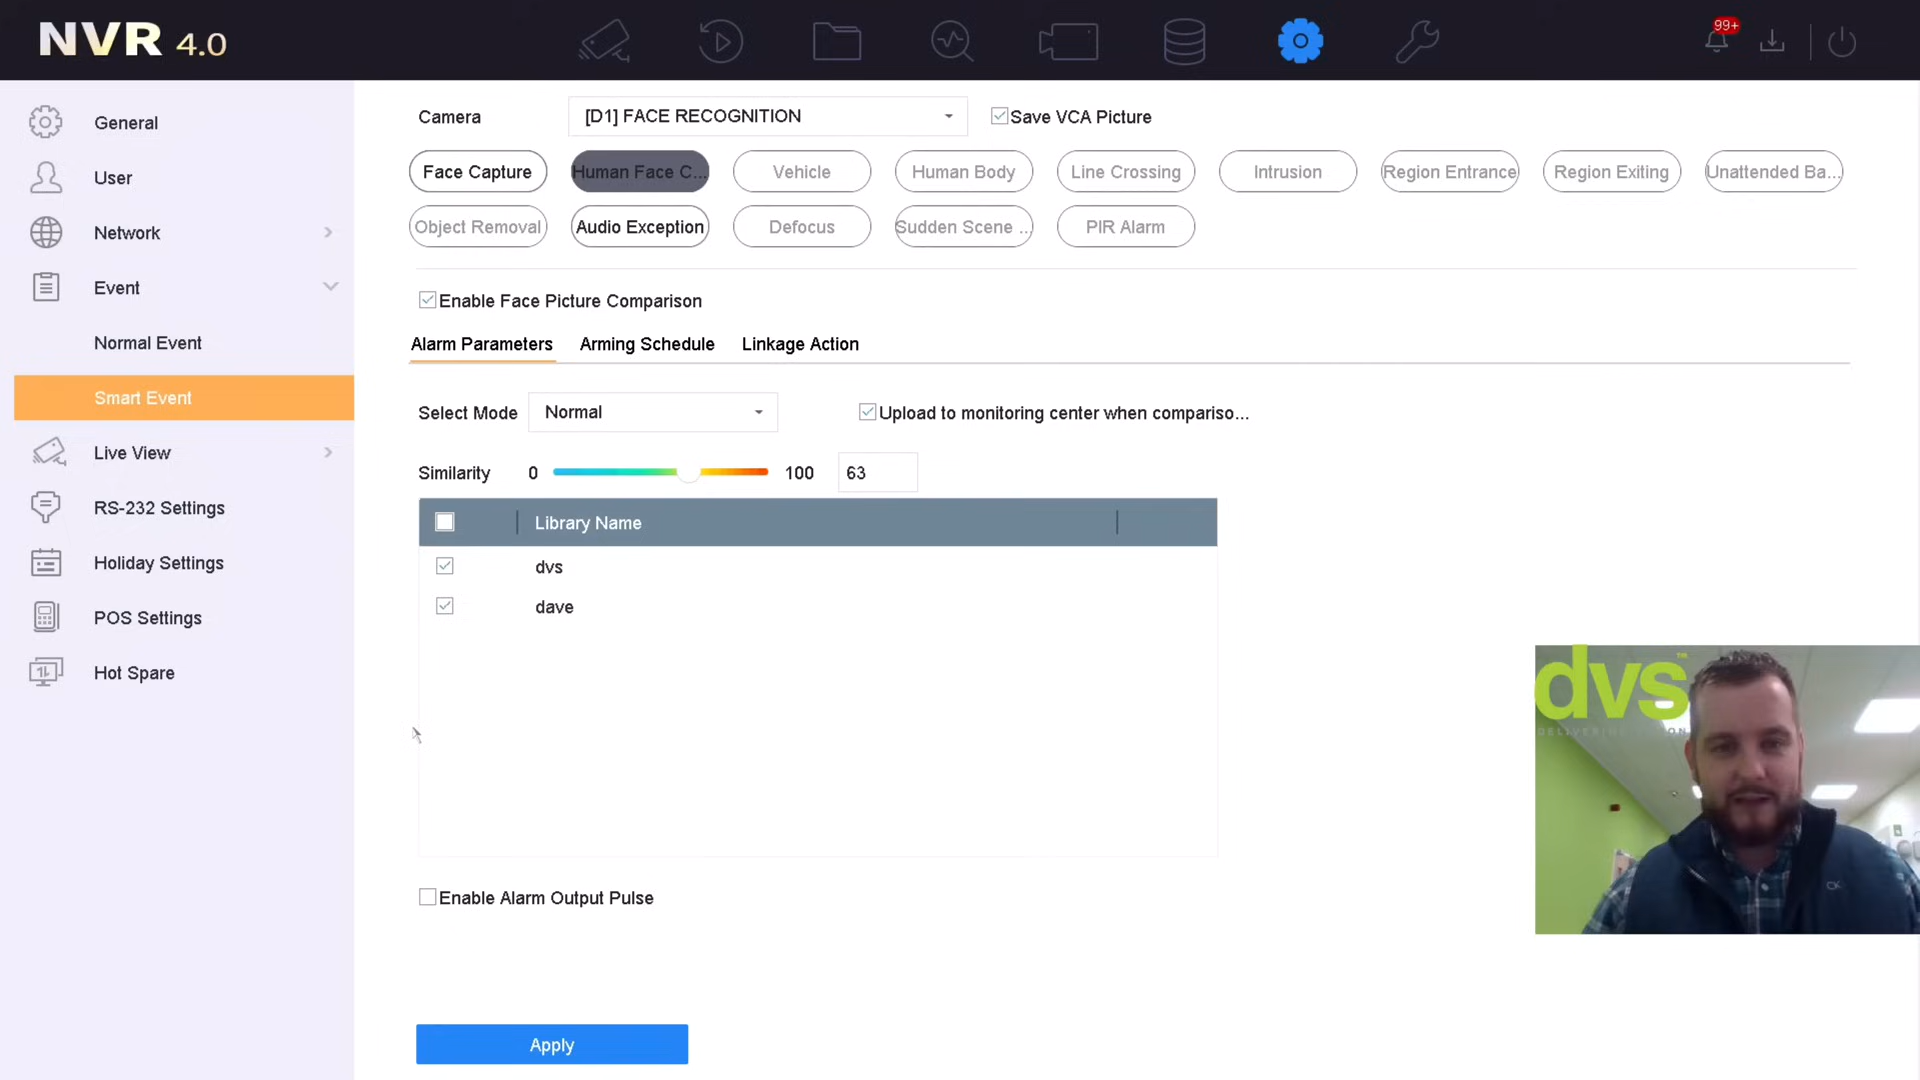 NVR 4.0
99+
General
User
Network
Event
Normal Event
Smart Event
Live View
RS-232 Settings
Holiday Settings
POS Settings
Hot Spare
Camera [D1] FACE RECOGNITION Save VCA Picture
Face Capture Human Face C... Vehicle Human Body Line Crossing Intrusion Region Entrance Region Exiting Unattended Ba...
Object Removal Audio Exception Defocus Sudden Scene ... PIR Alarm
Enable Face Picture Comparison
Alarm Parameters Arming Schedule Linkage Action
Select Mode Normal Upload to monitoring center when compariso...
Similarity 0 100 63
Library Name
dvs
dave
Enable Alarm Output Pulse
Apply
dvs™
CK